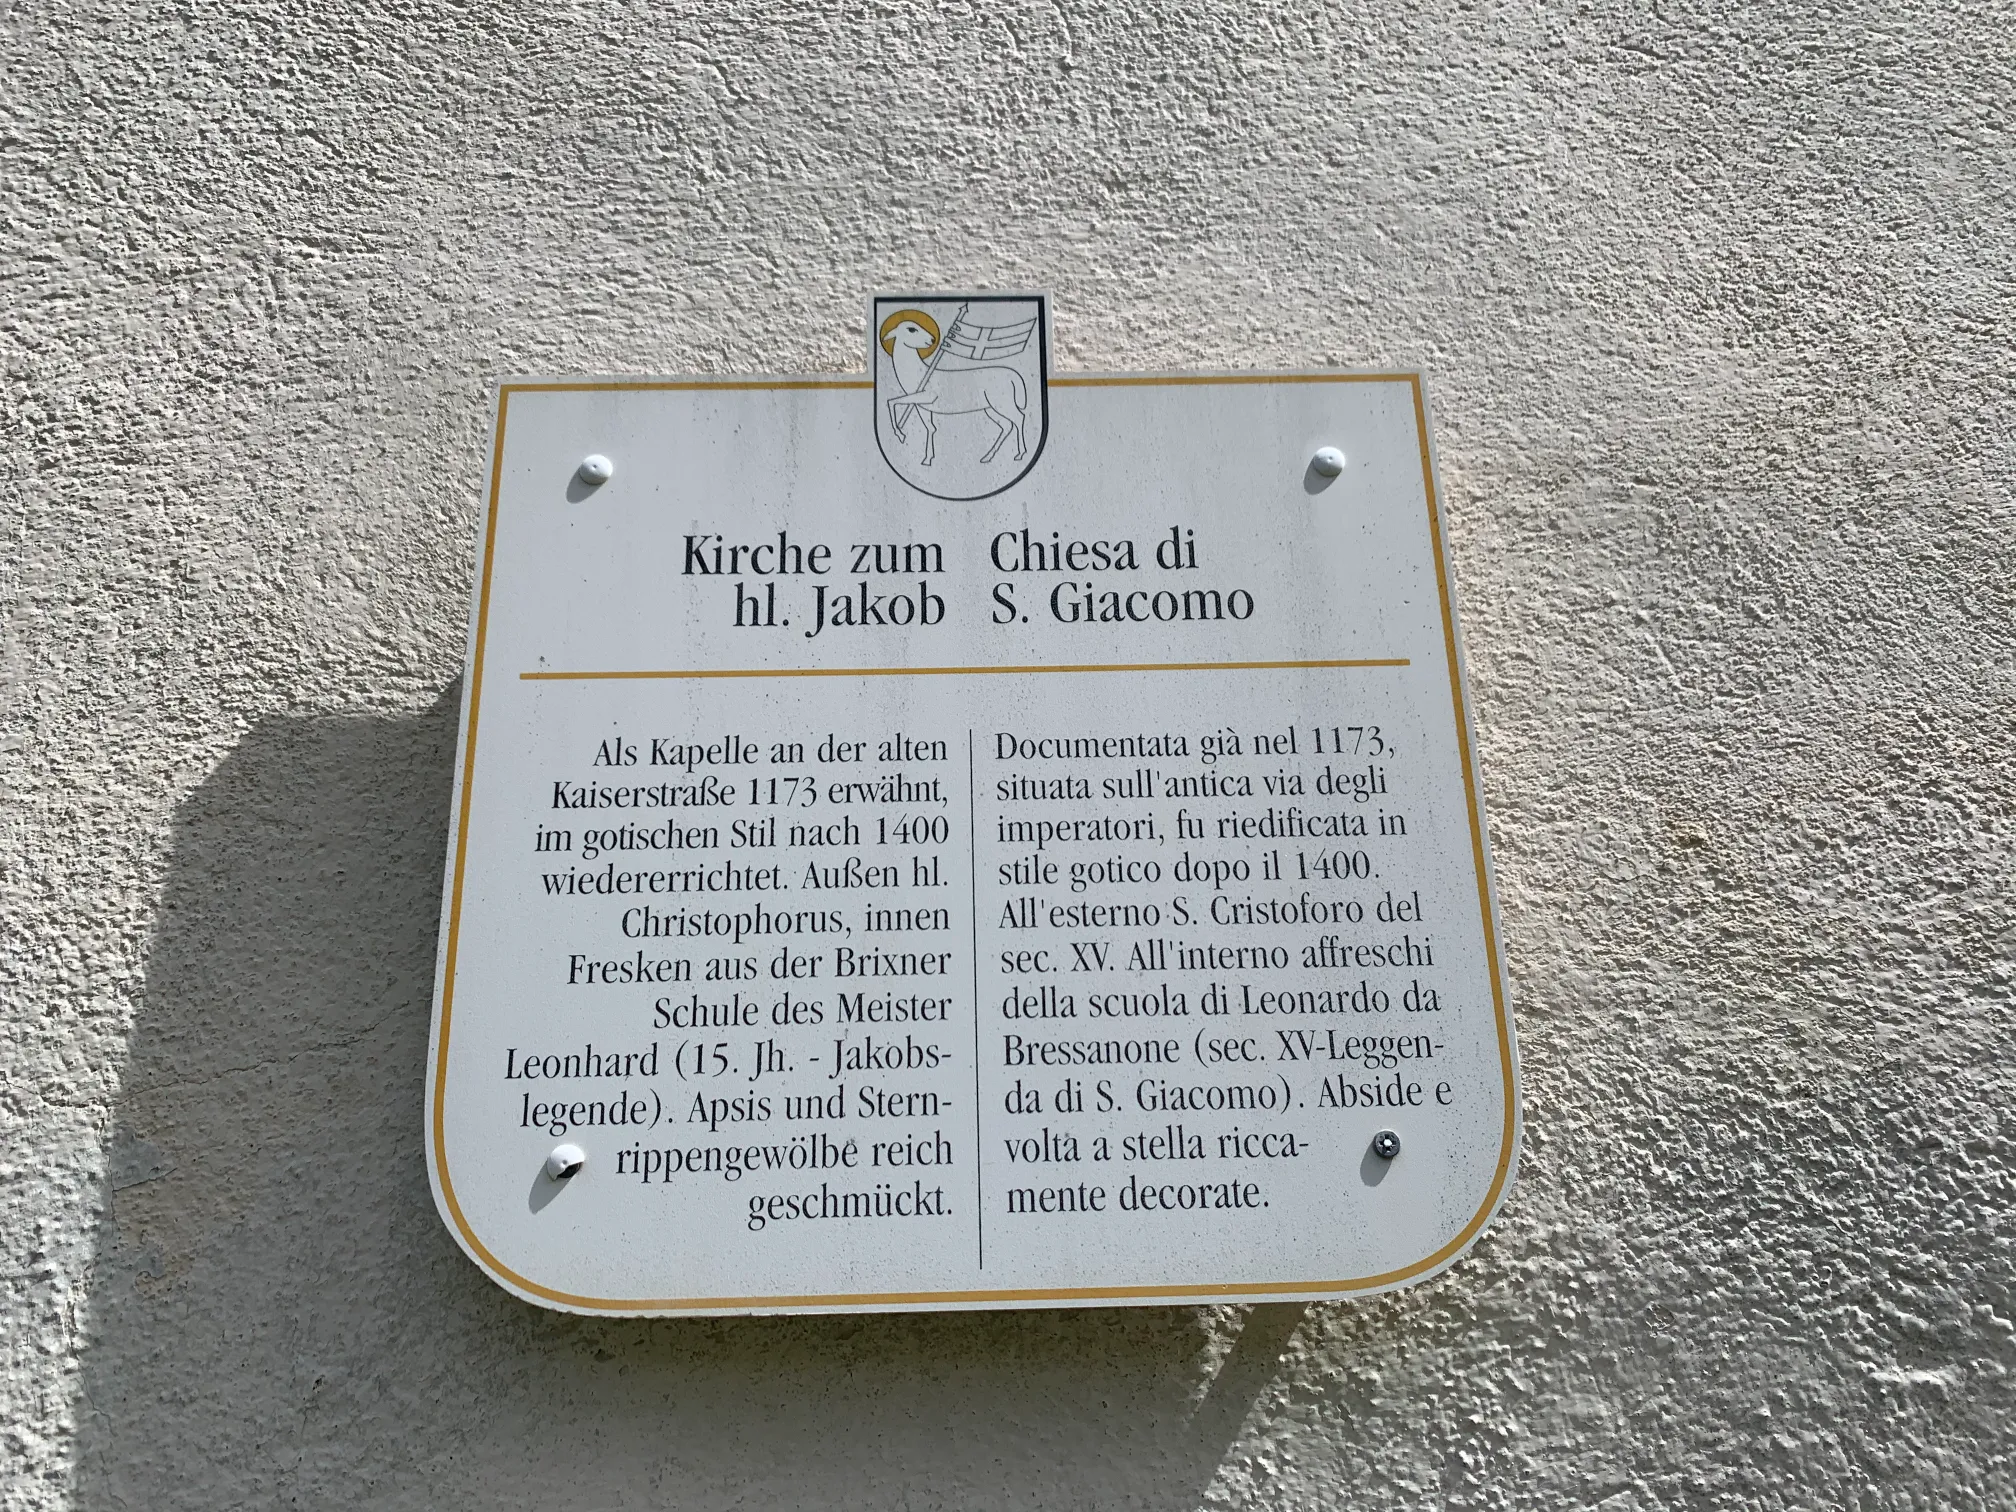 Kirche zum
hl. Jakob
Chiesa di
S. Giacomo
Als Kapelle an der alten
Kaiserstraße 1173 erwähnt,
im gotischen Stil nach 1400
wiedererrichtet. Außen hl.
Christophorus, innen
Fresken aus der Brixner
Schule des Meister
Leonhard (15. Jh. - Jakobs-
legende). Apsis und Stern-
rippengewölbe reich
geschmückt.
Documentata già nel 1173,
situata sull'antica via degli
imperatori, fu riedificata in
stile gotico dopo il 1400.
All'esterno S. Cristoforo del
sec. XV. All'interno affreschi
della scuola di Leonardo da
Bressanone (sec. XV-Leggen-
da di S. Giacomo). Abside e
volta a stella ricca-
mente decorate.